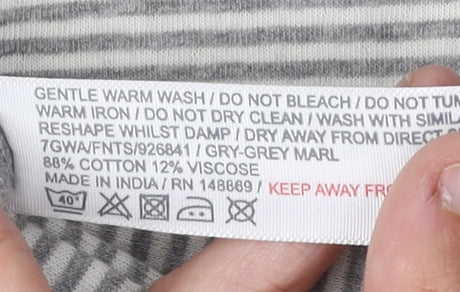 GENTLE WARM WASH / DO NOT BLEACH / DO NOT TUM
WARM IRON / DO NOT DRY CLEAN / WASH WITH SIMIL
RESHAPE WHILST DAMP / DRY AWAY FROM DIRECT
7GWA/FNTS/926841 / GRY-GREY MARL
88% COTTON 12% VISCOSE
MADE IN INDIA / RN 148869 / KEEP AWAY FR
40°